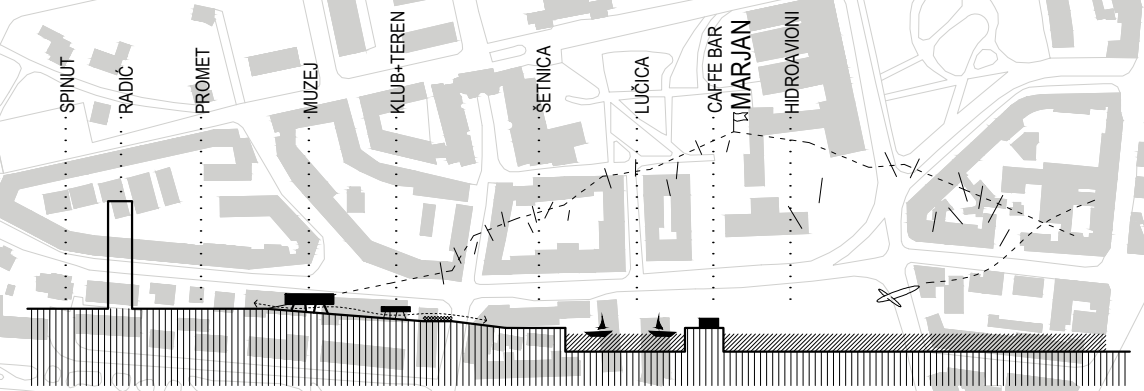 SPINUT
RADIĆ
PROMET
MUZEJ
KLUB+TEREN
ŠETNICA
LUČICA
CAFFE BAR
MARJAN
HIDROAVIONI